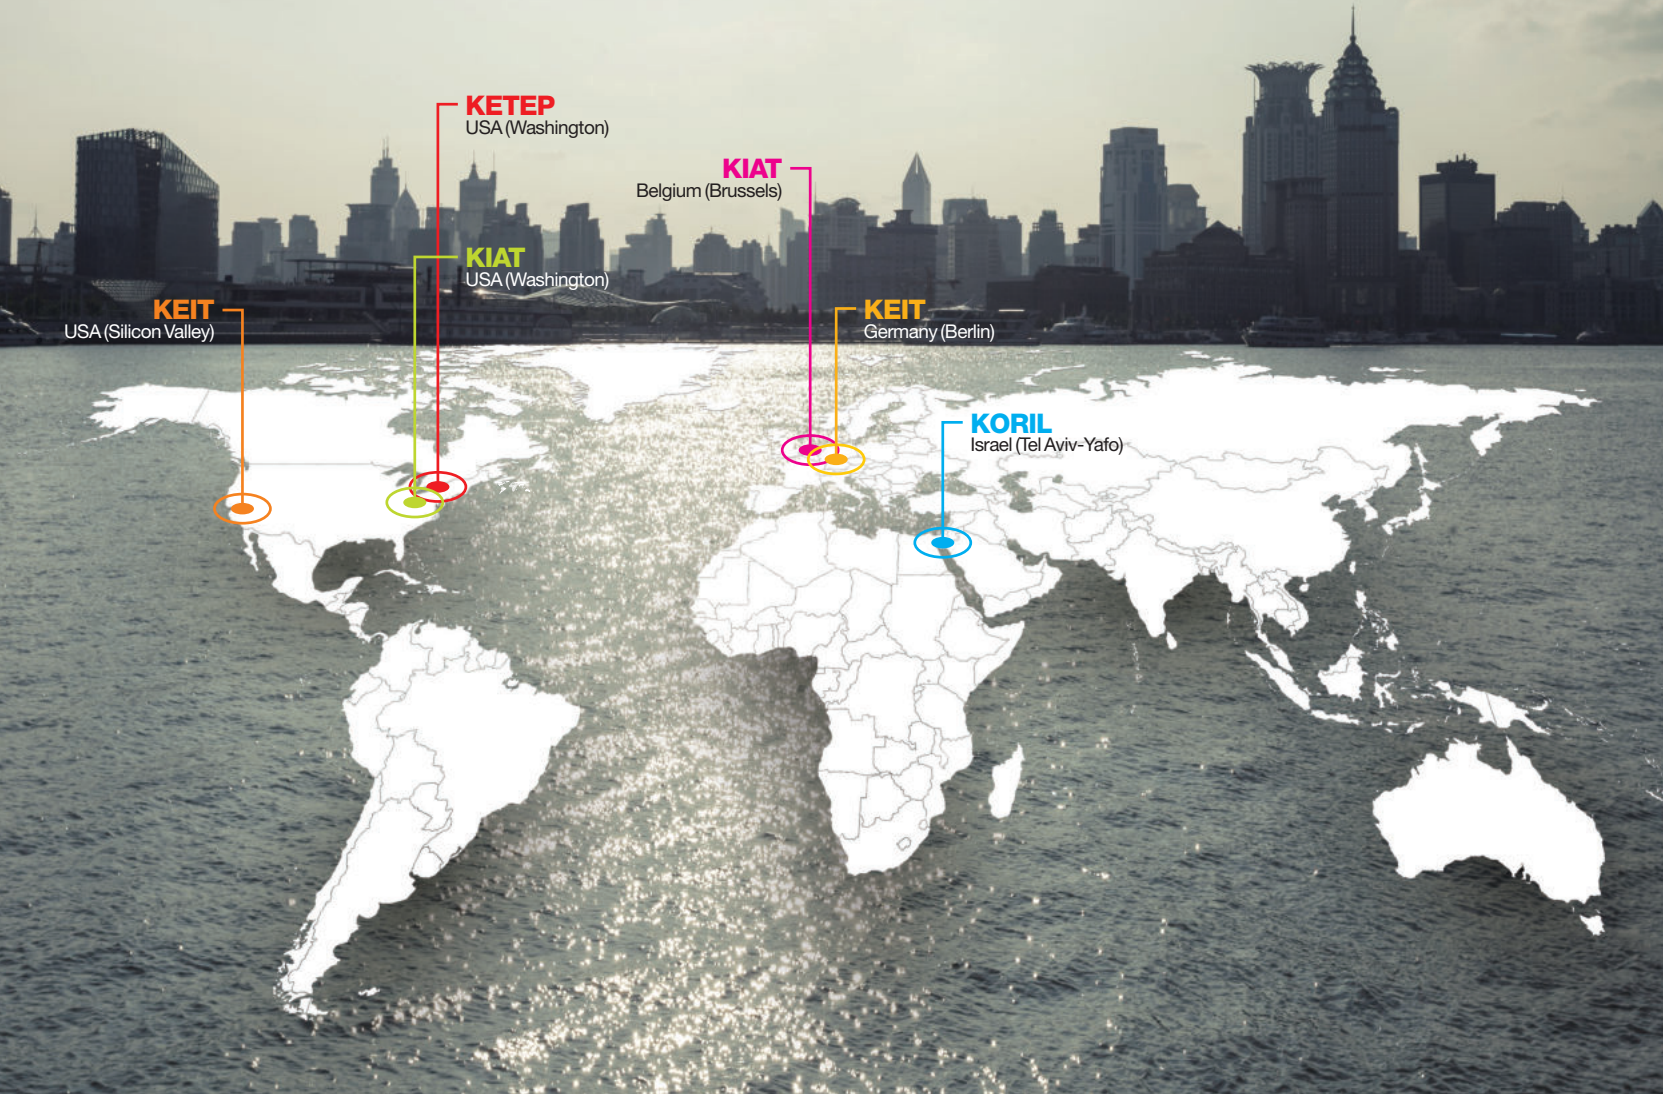 KETEP
USA (Washington)
KIAT
Belgium (Brussels)
KIAT
USA (Washington)
KEIT
USA (Silicon Valley)
KEIT
Germany (Berlin)
KORIL
Israel (Tel Aviv-Yafo)